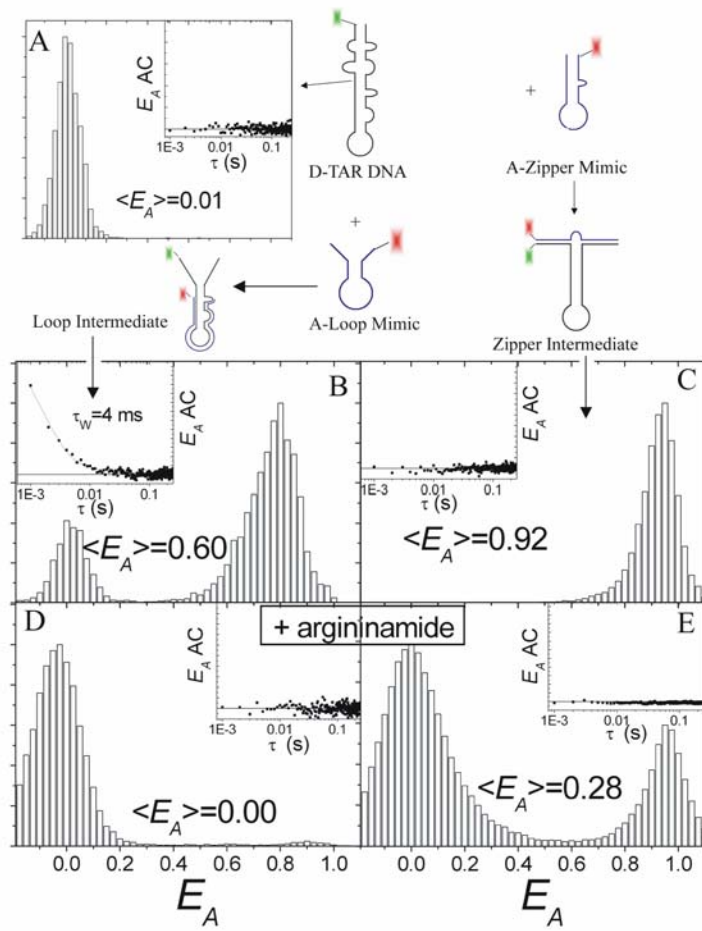 A
E_A AC
1E-3 0.01 0.1
τ (s)
<E_A>=0.01
D-TAR DNA
+
A-Zipper Mimic
+
A-Loop Mimic
Loop Intermediate
Zipper Intermediate
B
τ_W=4 ms
E_A AC
1E-3 0.01 0.1
τ (s)
<E_A>=0.60
C
E_A AC
1E-3 0.01 0.1
τ (s)
<E_A>=0.92
+ argininamide
D
E_A AC
1E-3 0.01 0.1
τ (s)
<E_A>=0.00
E
E_A AC
1E-3 0.01 0.1
τ (s)
<E_A>=0.28
0.0 0.2 0.4 0.6 0.8 1.0
0.0 0.2 0.4 0.6 0.8 1.0
E_A
E_A